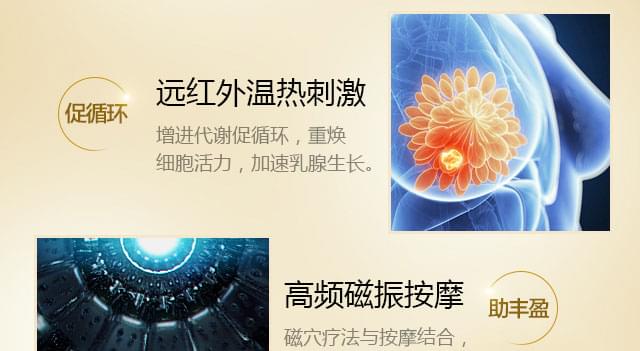 促循环
远红外温热刺激
增进代谢促循环，重焕
细胞活力，加速乳腺生长。
高频磁振按摩
助丰盈
磁穴疗法与按摩结合，